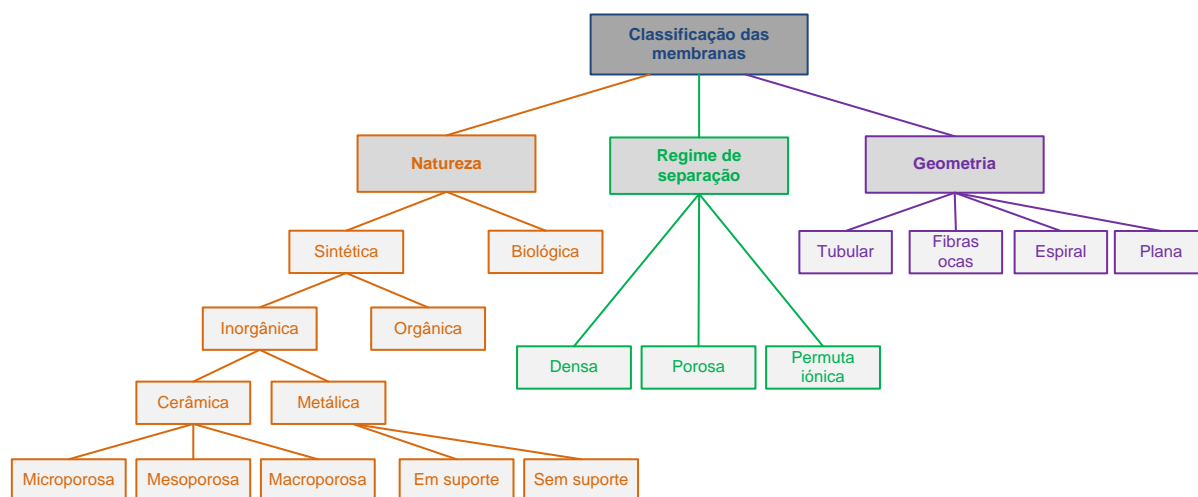 Classificação das
membranas
Natureza
Regime de
separação
Geometria
Sintética
Biológica
Tubular
Fibras
ocas
Espiral
Plana
Inorgânica
Orgânica
Densa
Porosa
Permuta
iónica
Cerâmica
Metálica
Microporosa
Mesoporosa
Macroporosa
Em suporte
Sem suporte